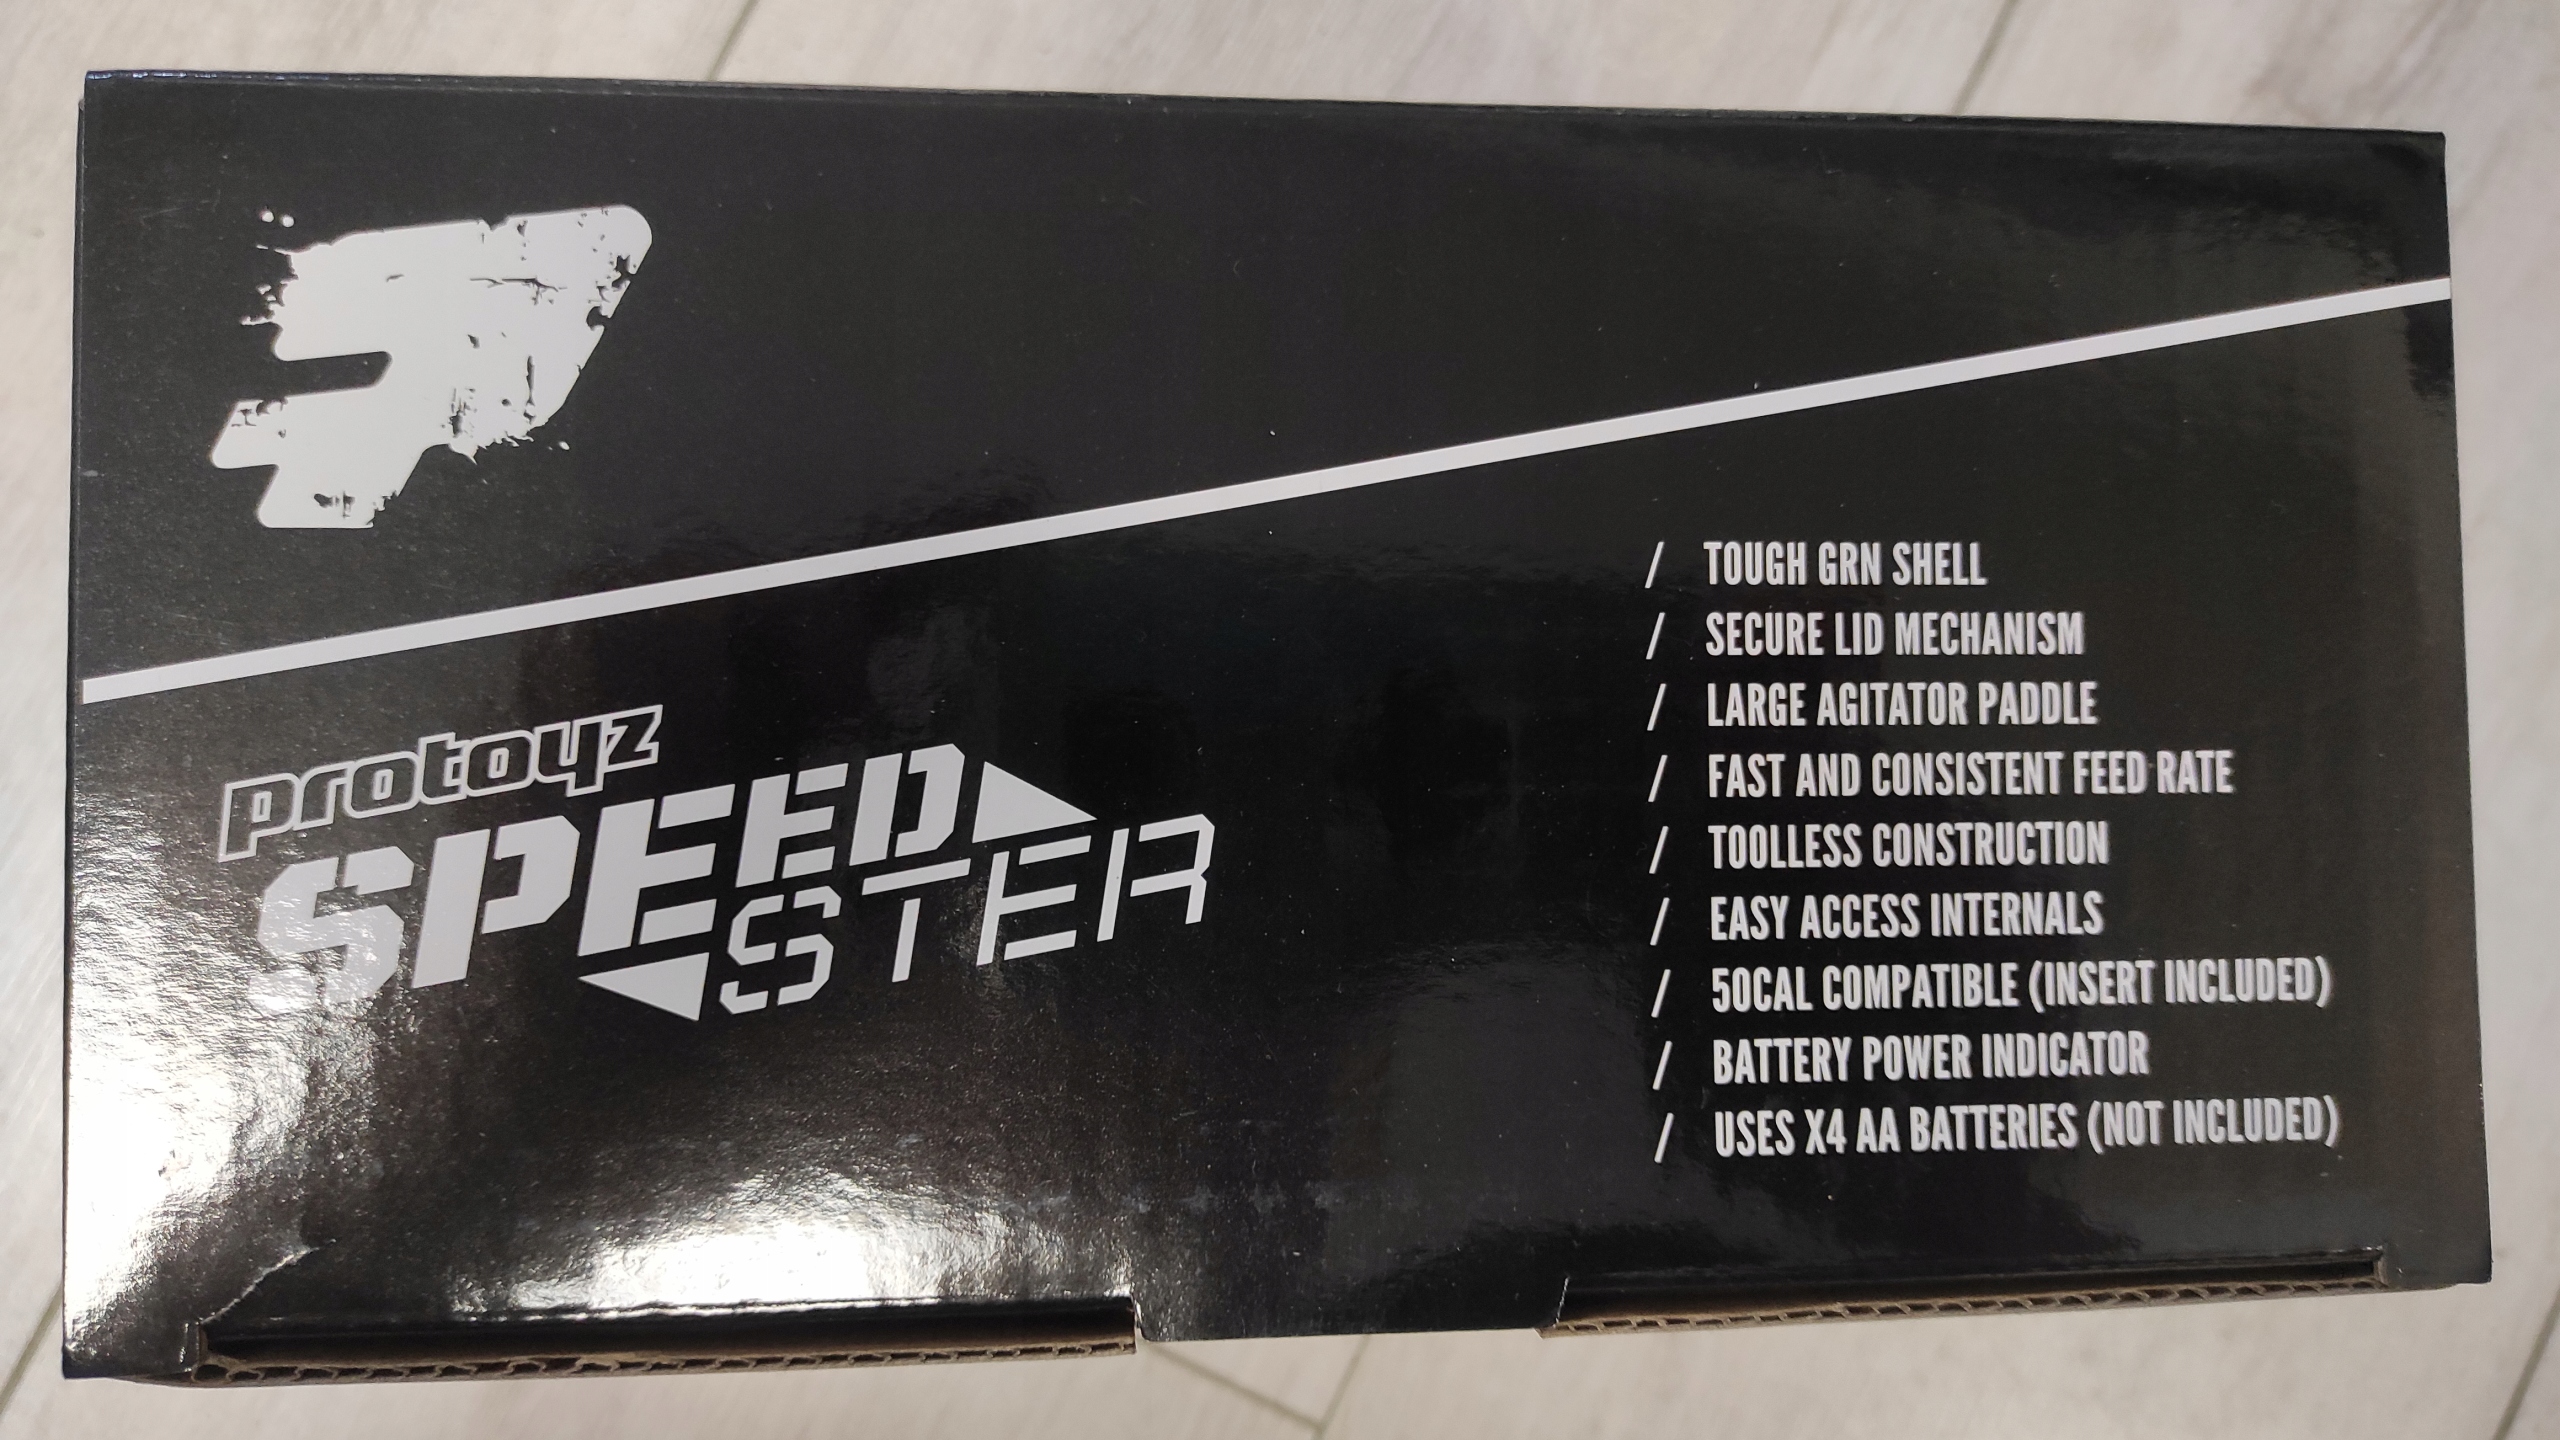 protoyz
SPEED
STER
/ TOUGH GRN SHELL
/ SECURE LID MECHANISM
/ LARGE AGITATOR PADDLE
/ FAST AND CONSISTENT FEED RATE
/ TOOLLESS CONSTRUCTION
/ EASY ACCESS INTERNALS
/ 50CAL COMPATIBLE (INSERT INCLUDED)
/ BATTERY POWER INDICATOR
/ USES X4 AA BATTERIES (NOT INCLUDED)